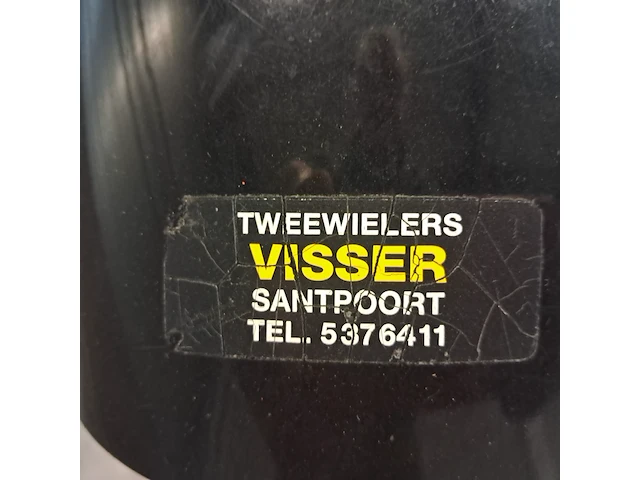 TWEEWIELERS
VISSER
SANTPOORT
TEL. 5376411